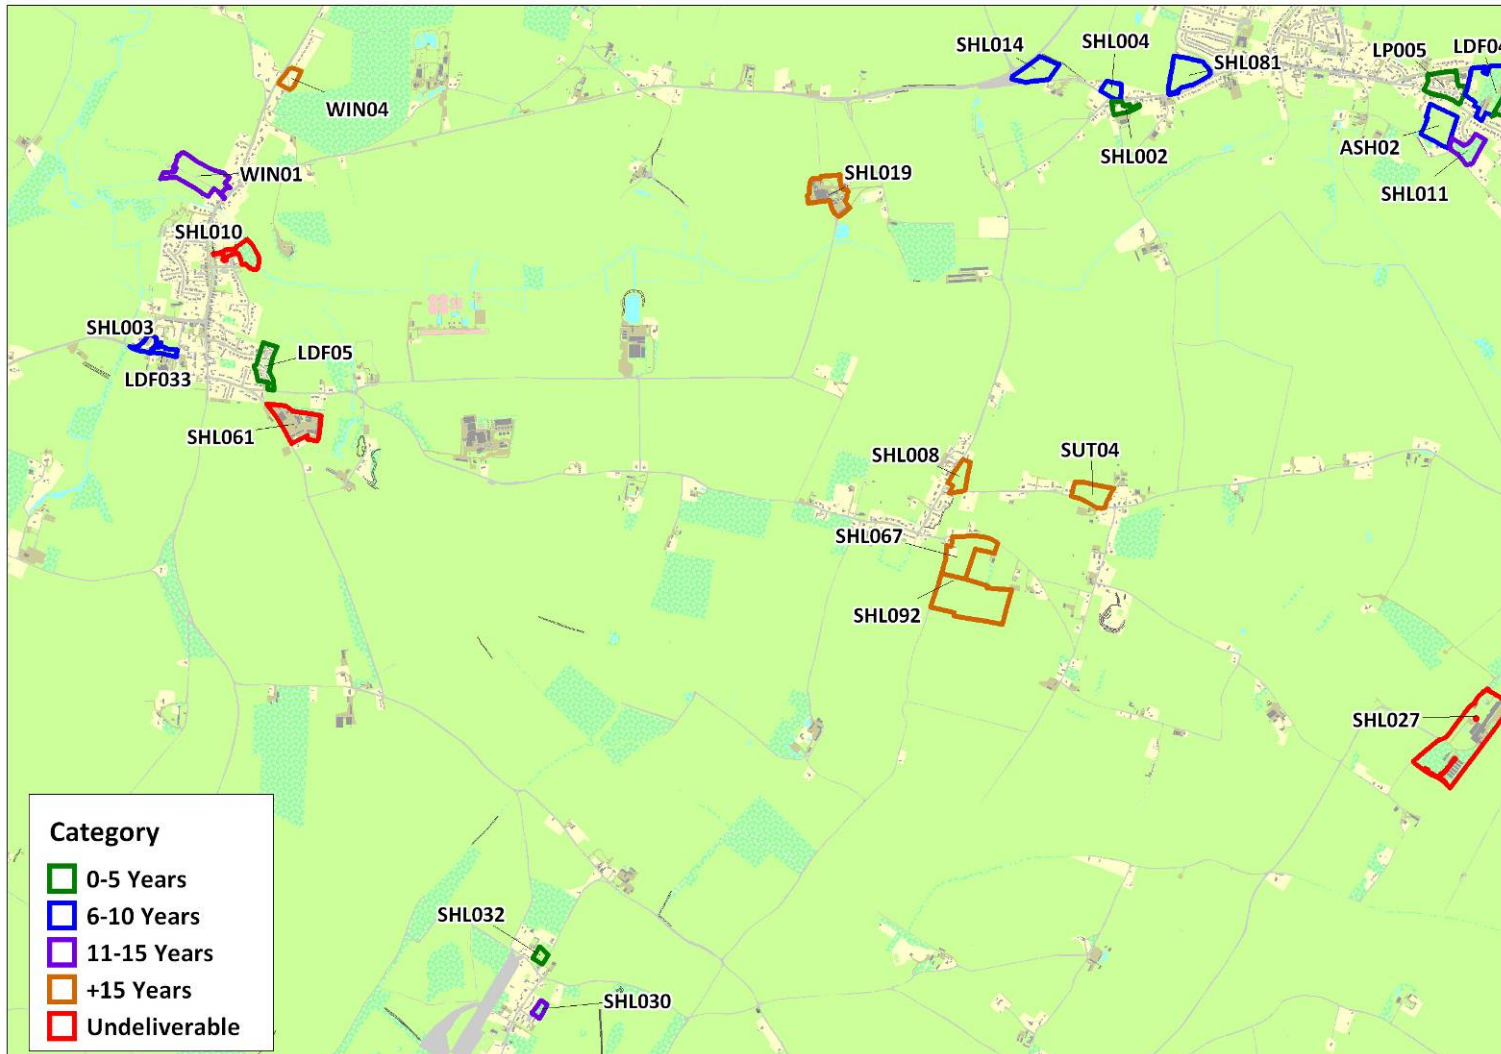 SHL014
SHL004
SHL081
LP005
LDF04
WIN04
SHL002
ASH02
SHL011
WIN01
SHL019
SHL010
SHL003
LDF05
LDF033
SHL061
SHL008
SUT04
SHL067
SHL092
SHL027
SHL032
SHL030
Category
0-5 Years
6-10 Years
11-15 Years
+15 Years
Undeliverable